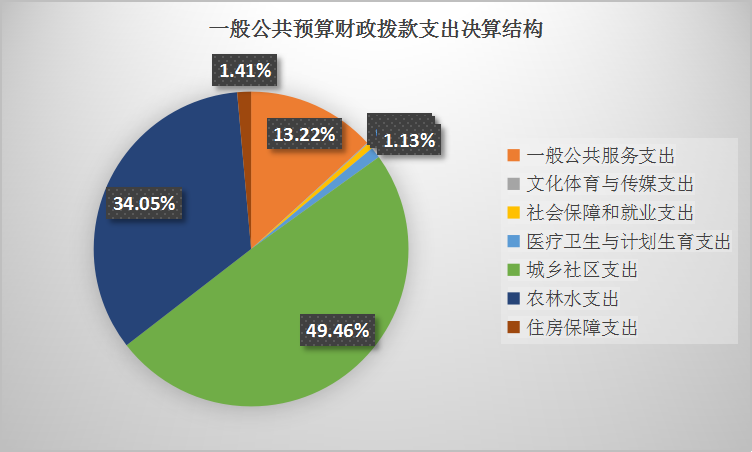 一般公共预算财政拨款支出决算结构
1.41%
13.22%
1.13%
34.05%
49.46%
一般公共服务支出
文化体育与传媒支出
社会保障和就业支出
医疗卫生与计划生育支出
城乡社区支出
农林水支出
住房保障支出